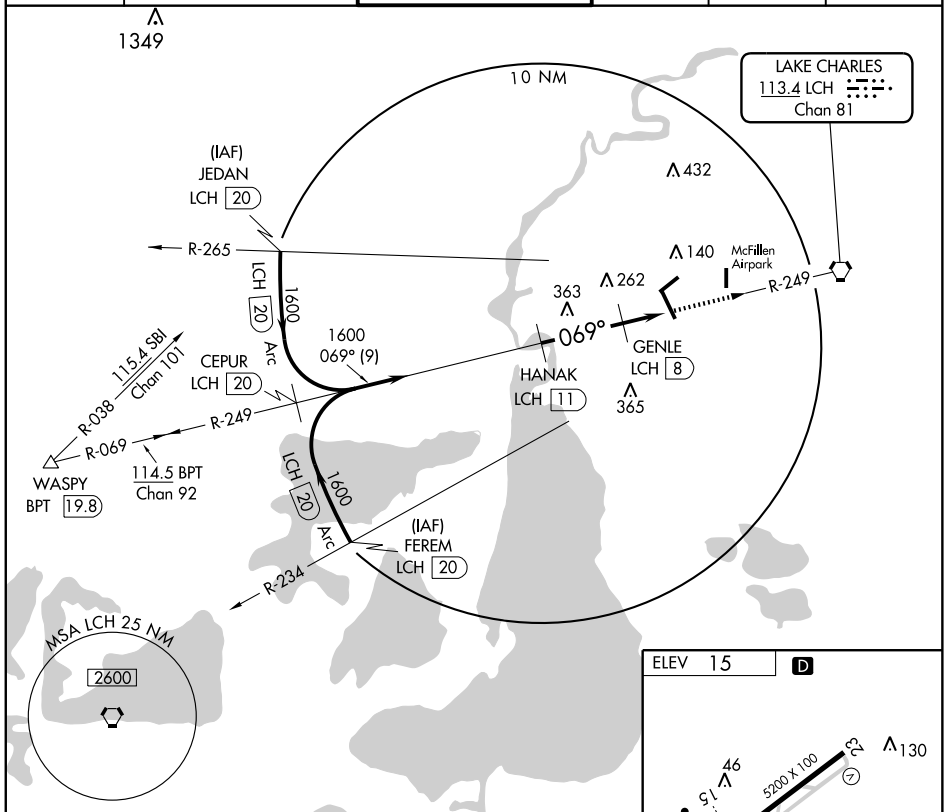 1349
10 NM
LAKE CHARLES
113.4 LCH
Chan 81
(IAF)
JEDAN
LCH 20
432
R-265
140
McFillen
Airpark
262
R-249
LCH 20 Arc
1600
363
069°
1600
069° (9)
GENLE
LCH 8
115.4 SBI
Chan 101
R-038
CEPUR
LCH 20
HANAK
LCH 11
365
R-249
R-069
WASPY
BPT 19.8
114.5 BPT
Chan 92
LCH 20 Arc
1600
(IAF)
FEREM
LCH 20
R-234
MSA LCH 25 NM
2600
ELEV 15
D
23
130
46
5200 X 100
15
V